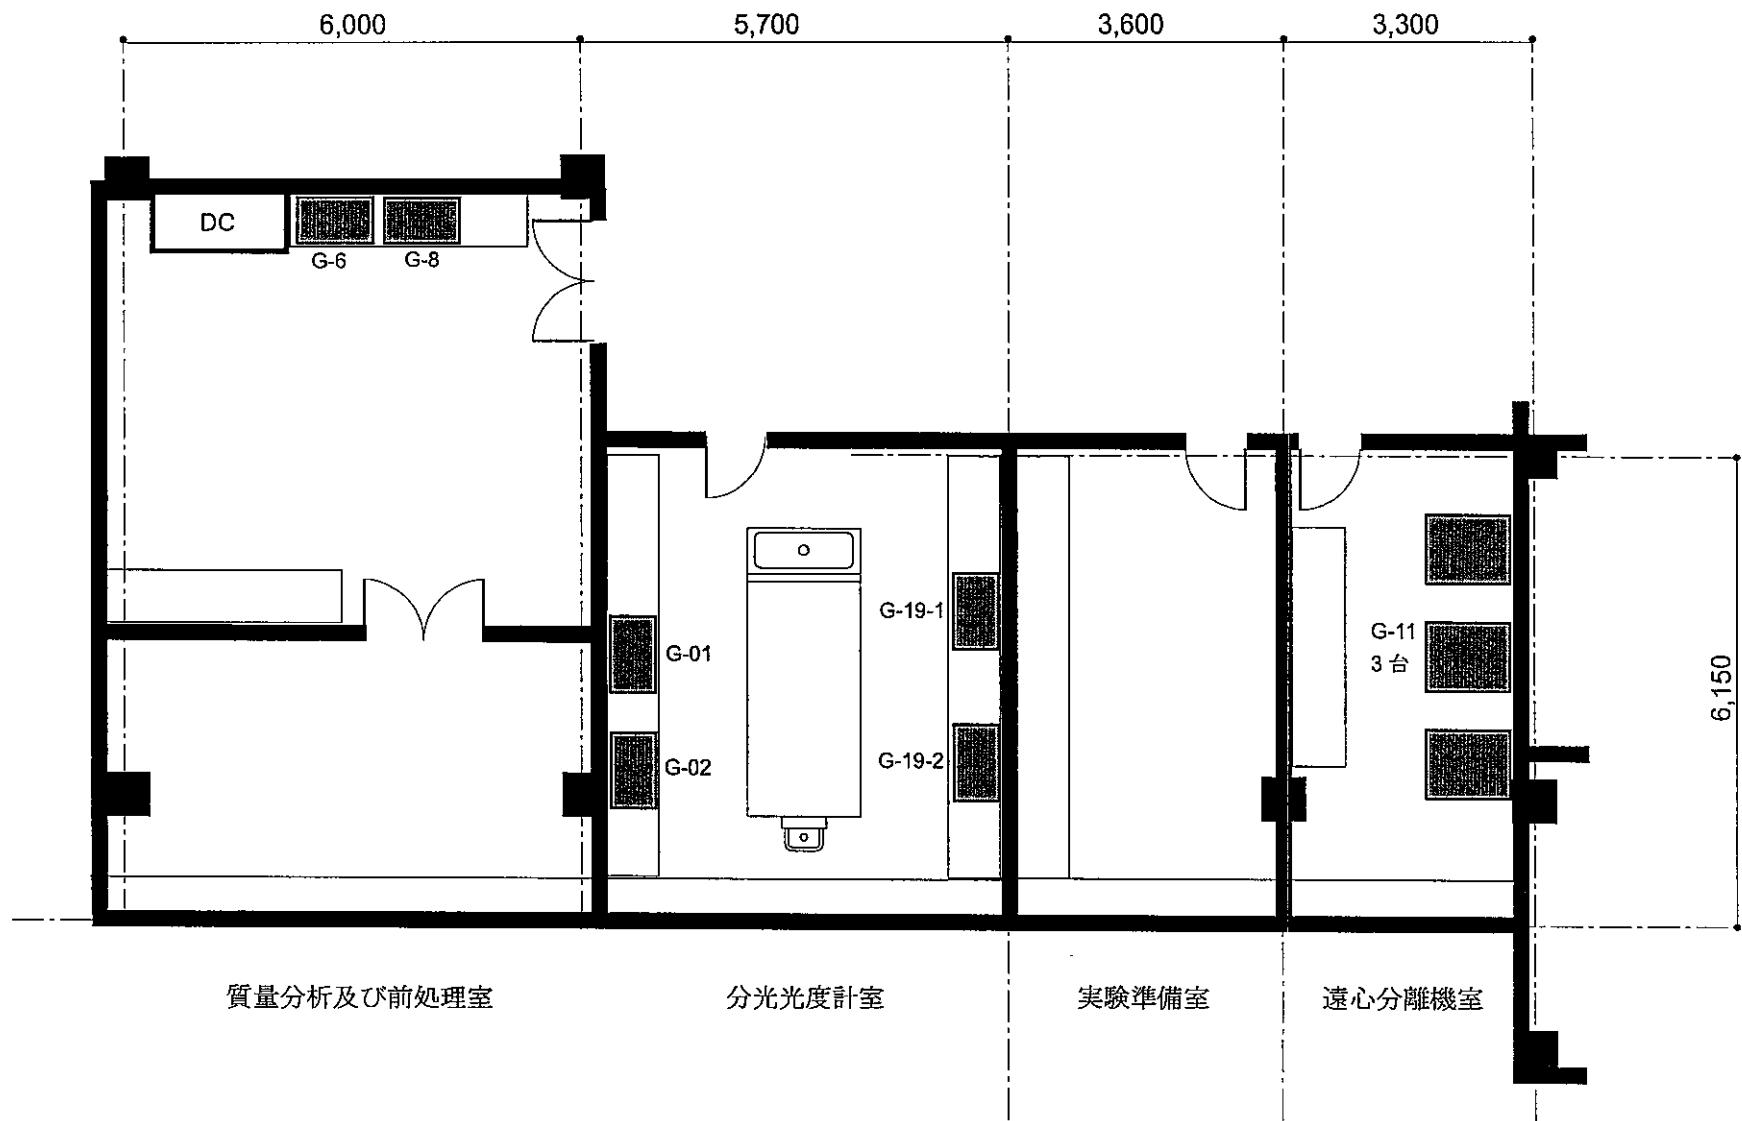 6,000
5,700
3,600
3,300
DC
G-6
G-8
G-19-1
G-01
G-11
3 台
6,150
G-02
G-19-2
質量分析及び前処理室
分光光度計室
実験準備室
遠心分離機室